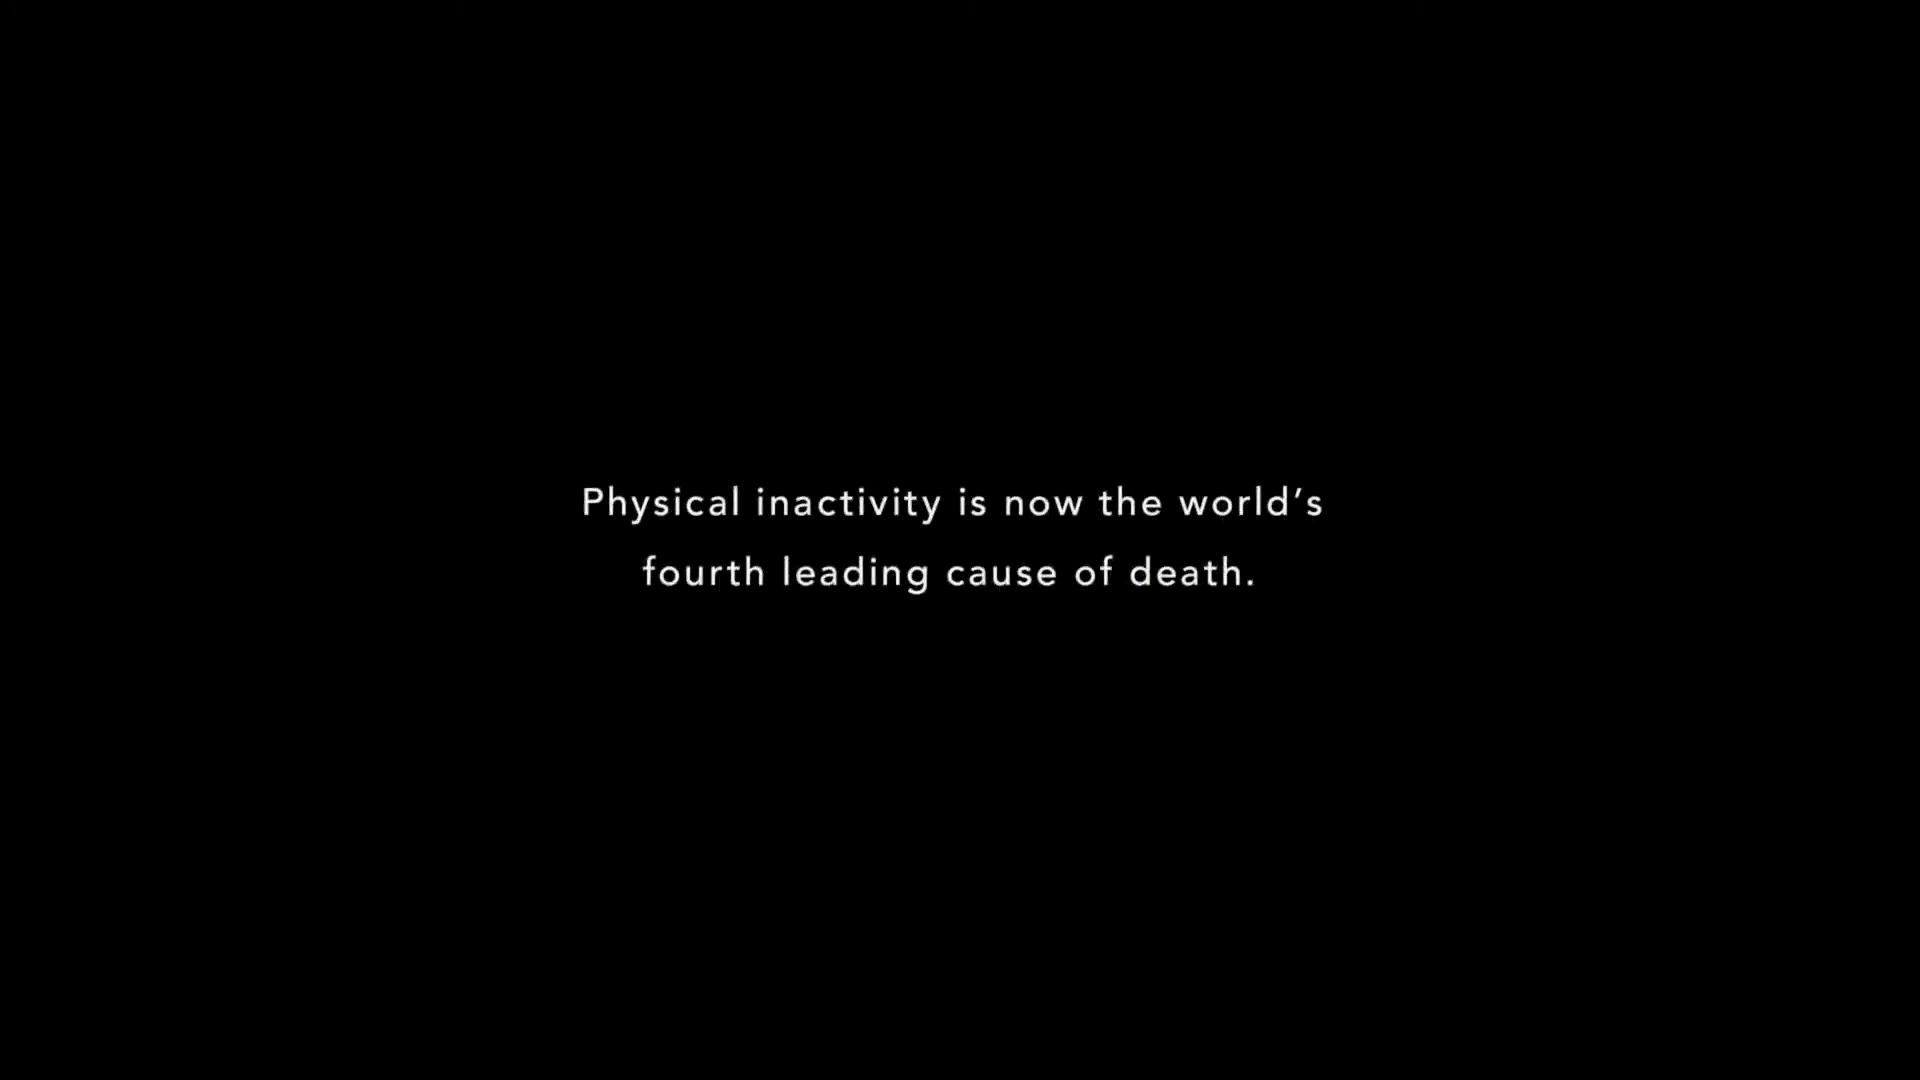 Physical inactivity is now the world’s
fourth leading cause of death.